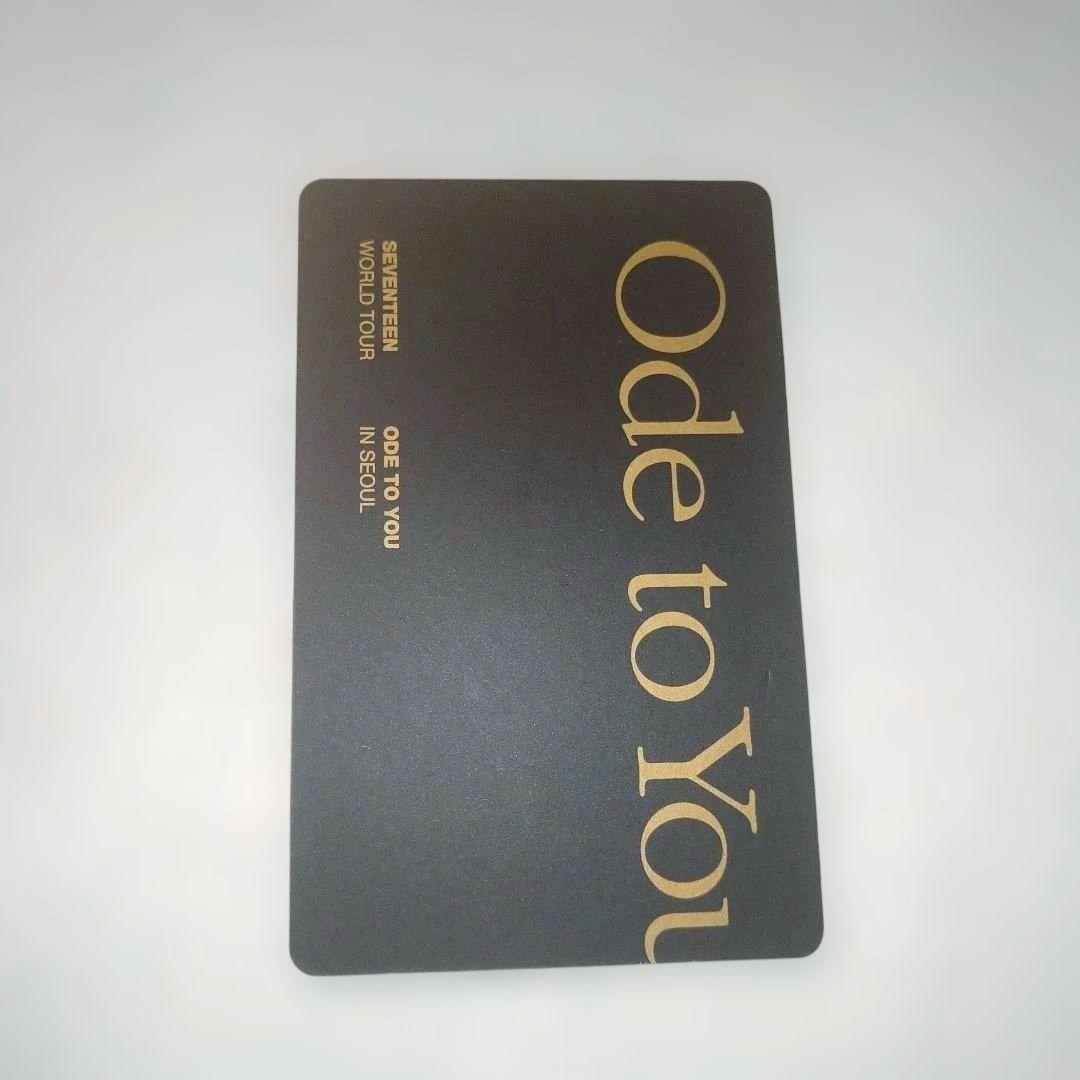 Ode to You
SEVENTEEN
WORLD TOUR
ODE TO YOU
IN SEOUL